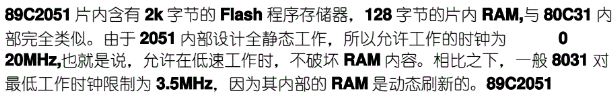 89C2051 片内含有 2k 字节的 Flash 程序存储器，128 字节的片内 RAM,与 80C31 内
部完全类似。由于 2051 内部设计全静态工作，所以允许工作的时钟为 0
20MHz,也就是说，允许在低速工作时，不破坏 RAM 内容。相比之下，一般 8031 对
最低工作时钟限制为 3.5MHz，因为其内部的 RAM 是动态刷新的。89C2051